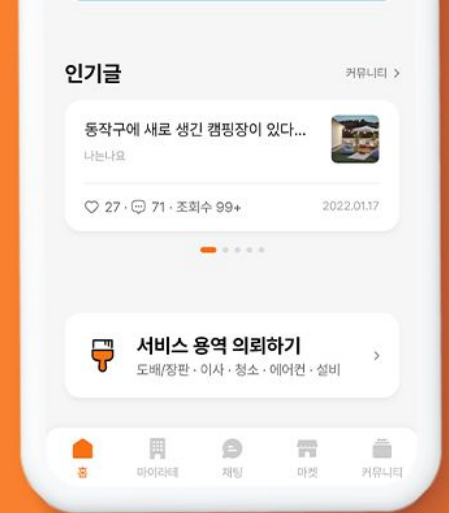 인기글
커뮤니티 >
동작구에 새로 생긴 캠핑장이 있다...
나는나요
27 · 71 · 조회수 99+
2022.01.17
서비스 용역 의뢰하기
도배/장판 · 이사 · 청소 · 에어컨 · 설비
홈
마이라테
채팅
마켓
커뮤니티